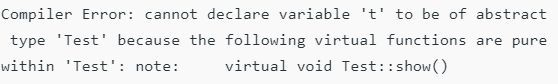 Compiler Error: cannot declare variable 't' to be of abstract
type 'Test' because the following virtual functions are pure
within 'Test': note: virtual void Test::show()